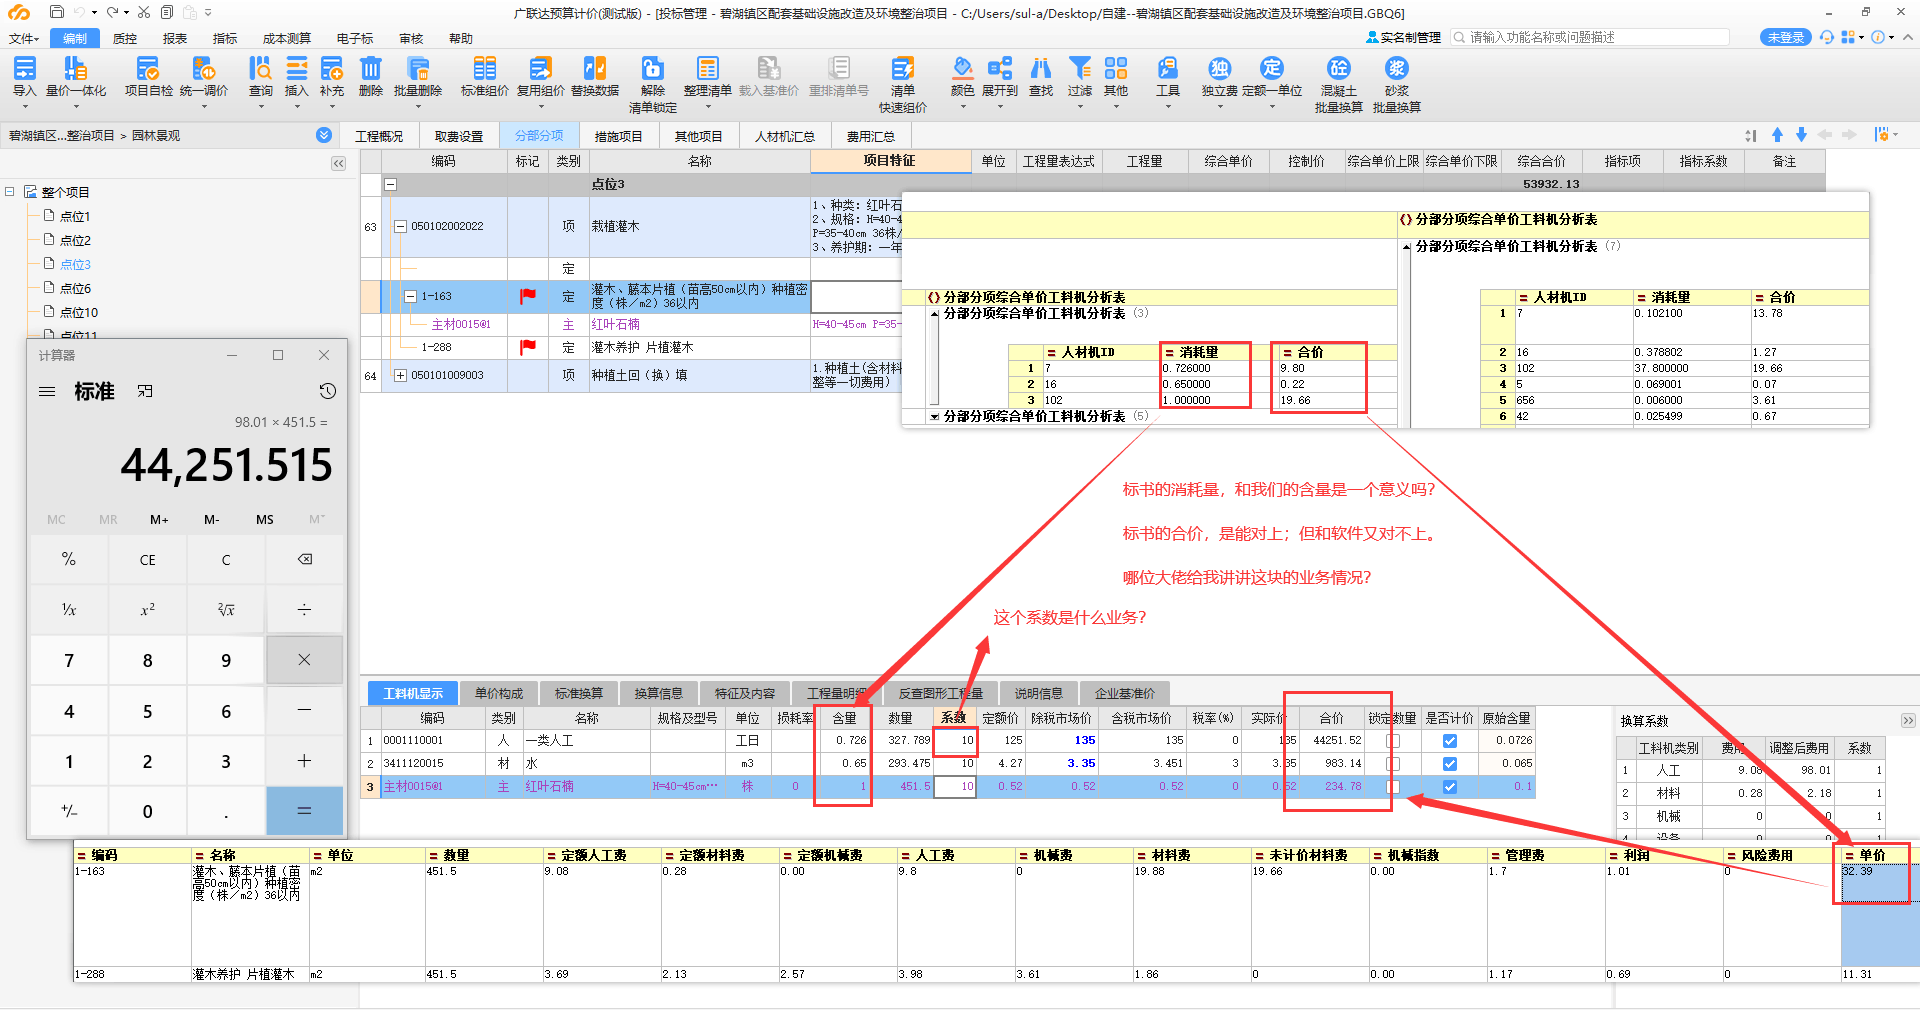 广联达预算计价(测试版) - [投标管理 - 碧湖镇区配套基础设施改造及环境整治项目 - C:/Users/sul-a/Desktop/自建--碧湖镇区配套基础设施改造及环境整治项目.GBQ6]
文件 编制 质控 报表 指标 成本测算 电子标 审核 帮助 实名制管理 请输入功能名称或问题描述 未登录
导入 量价一体化 项目自检 统一调价 查询 插入 补充 删除 批量删除 标准组价 复用组价 替换数据 解除 清单锁定 整理清单 载入基准价 重排清单号 清单 快速组价 颜色 展开到 查找 过滤 其他 工具 独立费 定额一单位 混凝土 批量换算 砂浆 批量换算
独 定 砼 浆
碧湖镇区...整治项目 > 园林景观 工程概况 取费设置 分部分项 措施项目 其他项目 人材机汇总 费用汇总
编码 标记 类别 名称 项目特征 单位 工程量表达式 工程量 综合单价 控制价 综合单价上限 综合单价下限 综合合价 指标项 指标系数 备注
整个项目
点位1
点位2
点位3
点位6
点位10
点位11
点位3 53932.13
63 050102002022 项 栽植灌木
1、种类: 红叶石
2、规格: H=40-4
P=35-40cm 36株/
3、养护期: 一年
定
1-163 定 灌木、藤本片植 (苗高50cm以内) 种植密度 (株／m2) 36以内
主材0015@1 主 红叶石楠 H=40-45cm P=35-
1-288 定 灌木养护 片植灌木
64 050101009003 项 种植土回 (换) 填 1.种植土(含材料
整等一切费用)
分部分项综合单价工料机分析表
分部分项综合单价工料机分析表 (7)
人材机ID 消耗量 合价
1 7 0.102100 13.78
2 16 0.378802 1.27
3 102 37.800000 19.66
4 5 0.069001 0.07
5 656 0.006000 3.61
6 42 0.025499 0.67
分部分项综合单价工料机分析表
分部分项综合单价工料机分析表 (3)
人材机ID 消耗量 合价
1 7 0.726000 9.80
2 16 0.650000 0.22
3 102 1.000000 19.66
分部分项综合单价工料机分析表 (5)
计算器
标准
98.01 × 451.5 =
44,251.515
MC MR M+ M- MS M˅
% CE C
¹/x x² ²√x ÷
7 8 9 ×
4 5 6 −
1 2 3 +
+/− 0 . =
标书的消耗量，和我们的含量是一个意义吗?
标书的合价，是能对上；但和软件又对不上。
哪位大佬给我讲讲这块的业务情况?
这个系数是什么业务?
工料机显示 单价构成 标准换算 换算信息 特征及内容 工程量明细 反查图形工程量 说明信息 企业基准价
编码 类别 名称 规格及型号 单位 损耗率 含量 数量 系数 定额价 除税市场价 含税市场价 税率(%) 实际价 合价 锁定数量 是否计价 原始含量
1 0001110001 人 一类人工 工日 0.726 327.789 10 125 135 135 0 135 44251.52 0.0726
2 3411120015 材 水 m3 0.65 293.475 10 4.27 3.35 3.451 3 3.35 983.14 0.065
3 主材0015@1 主 红叶石楠 H=40-45cm… 株 0 1 451.5 10 0.52 0.52 0.52 0 0.52 234.78 0.1
换算系数
工料机类别 费用 调整后费用 系数
1 人工 9.08 98.01 1
2 材料 0.28 2.18 1
3 机械 0 0 1
4 设备 1
编码 名称 单位 数量 定额人工费 定额材料费 定额机械费 人工费 机械费 材料费 未计价材料费 机械指数 管理费 利润 风险费用 单价
1-163 灌木、藤本片植 (苗高50cm以内) 种植密度 (株/m2) 36以内 m2 451.5 9.08 0.28 0.00 9.8 0 19.88 19.66 0.00 1.7 1.01 0 32.39
1-288 灌木养护 片植灌木 m2 451.5 3.69 2.13 2.57 3.98 3.61 1.86 0 0.00 1.17 0.69 0 11.31